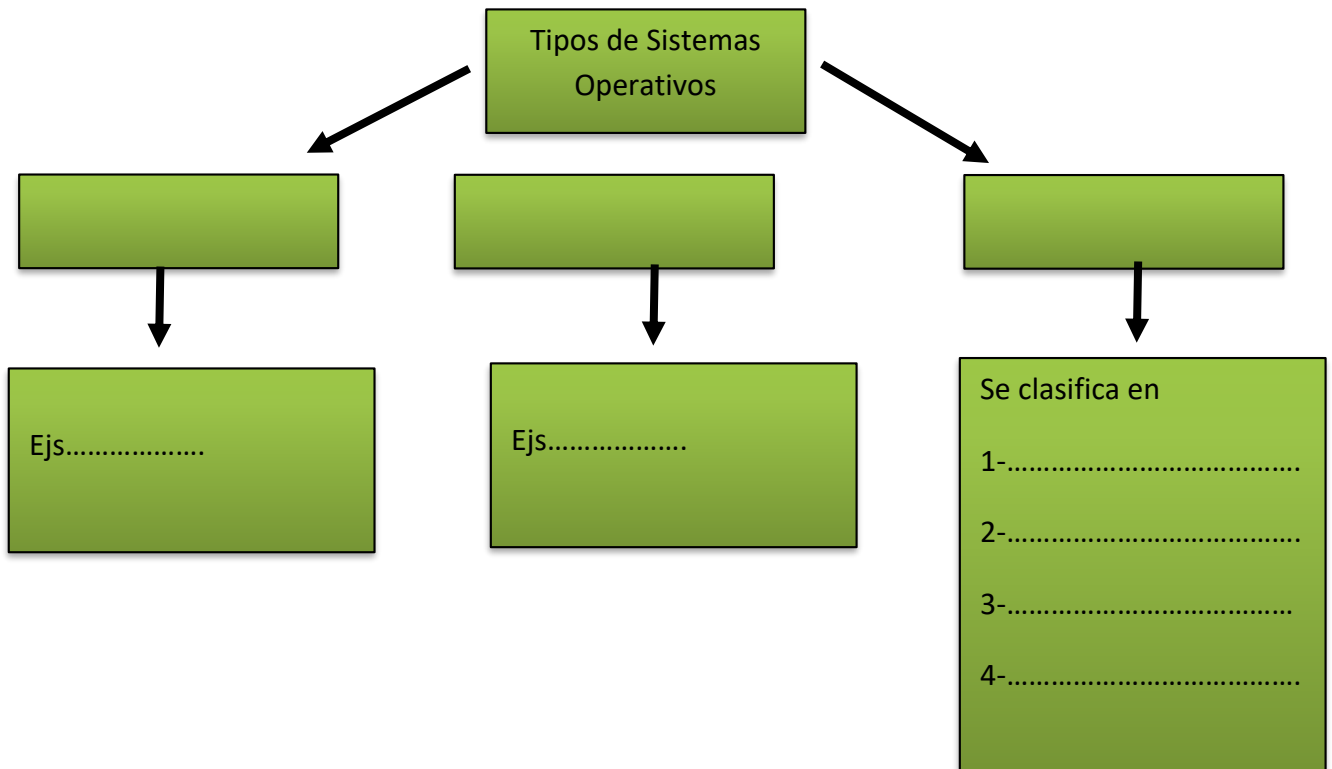 Tipos de Sistemas
Operativos
Ejs……………….
Ejs……………….
Se clasifica en
1-………………………………….
2-………………………………….
3-…………………………………
4-………………………………….